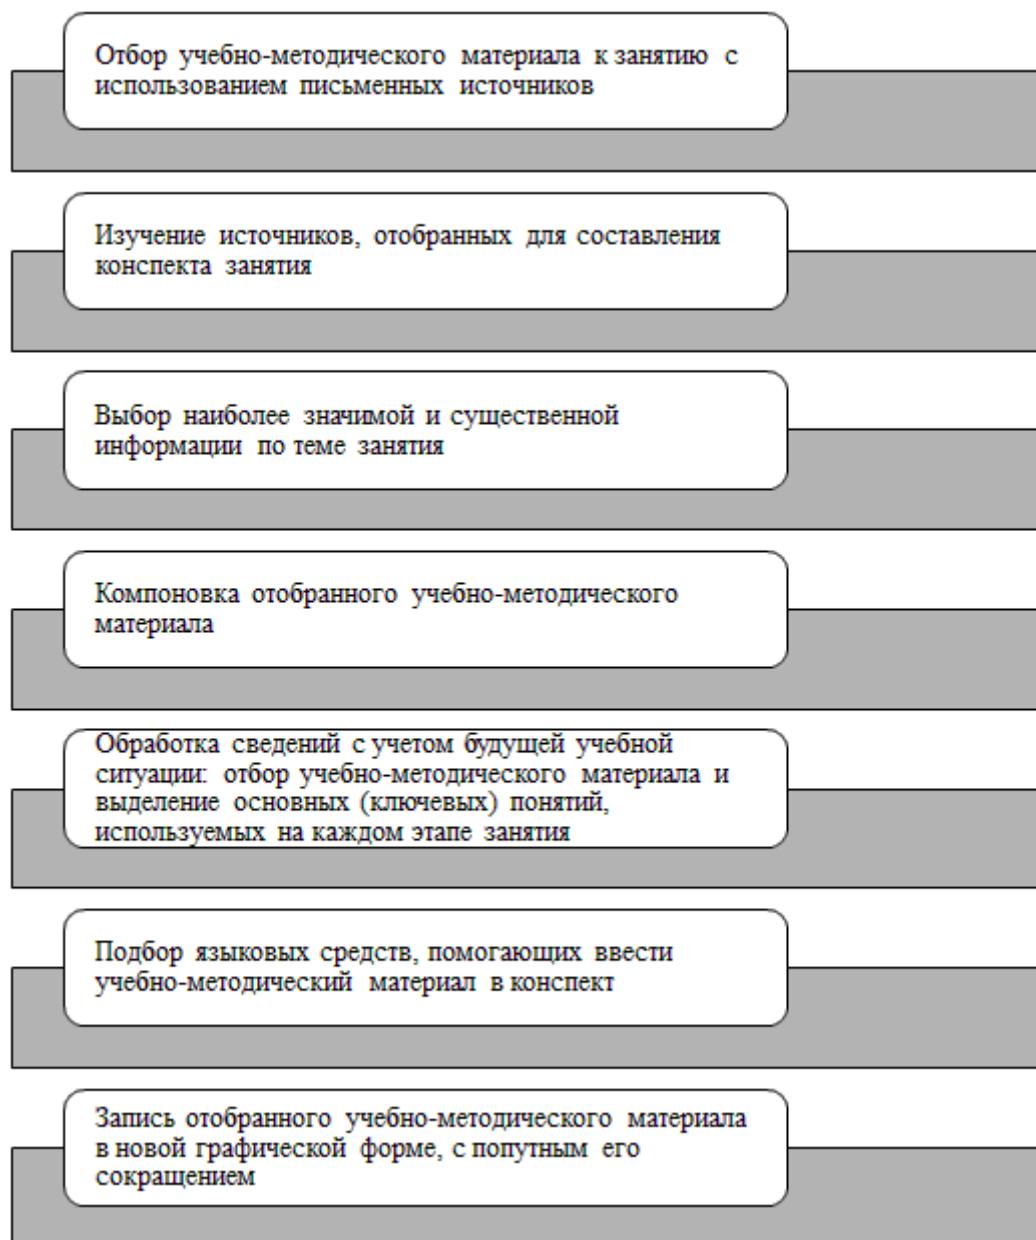 Отбор учебно-методического материала к занятию с
использованием письменных источников
Изучение источников, отобранных для составления
конспекта занятия
Выбор наиболее значимой и существенной
информации по теме занятия
Компоновка отобранного учебно-методического
материала
Обработка сведений с учетом будущей учебной
ситуации: отбор учебно-методического материала и
выделение основных (ключевых) понятий,
используемых на каждом этапе занятия
Подбор языковых средств, помогающих ввести
учебно-методический материал в конспект
Запись отобранного учебно-методического материала
в новой графической форме, с попутным его
сокращением